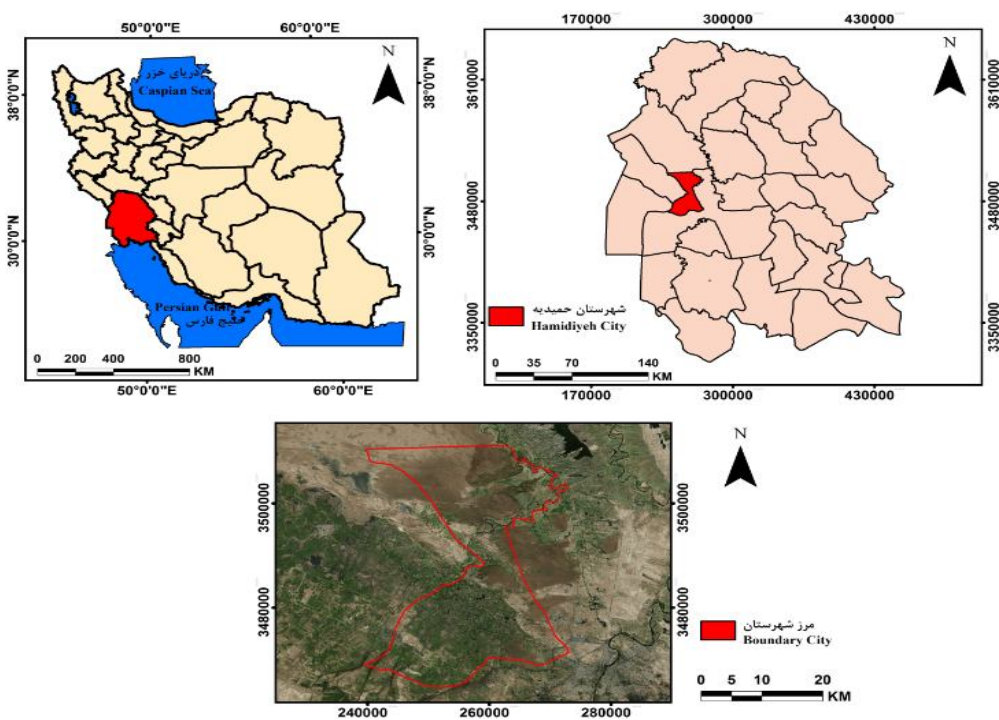 50°0'0"E 60°0'0"E
N
38°0'0"N
38°0'0"N
دریای خزر
Caspian Sea
30°0'0"N
30°0'0"N
Persian Gulf
خلیج فارس
0 200 400 800
KM
50°0'0"E 60°0'0"E
170000 300000 430000
N
3610000
3610000
3480000
3480000
3350000
3350000
شهرستان حمیدیه
Hamidiyeh City
0 35 70 140
KM
170000 300000 430000
N
3500000
3500000
3480000
3480000
مرز شهرستان
Boundary City
0 5 10 20
KM
240000 260000 280000